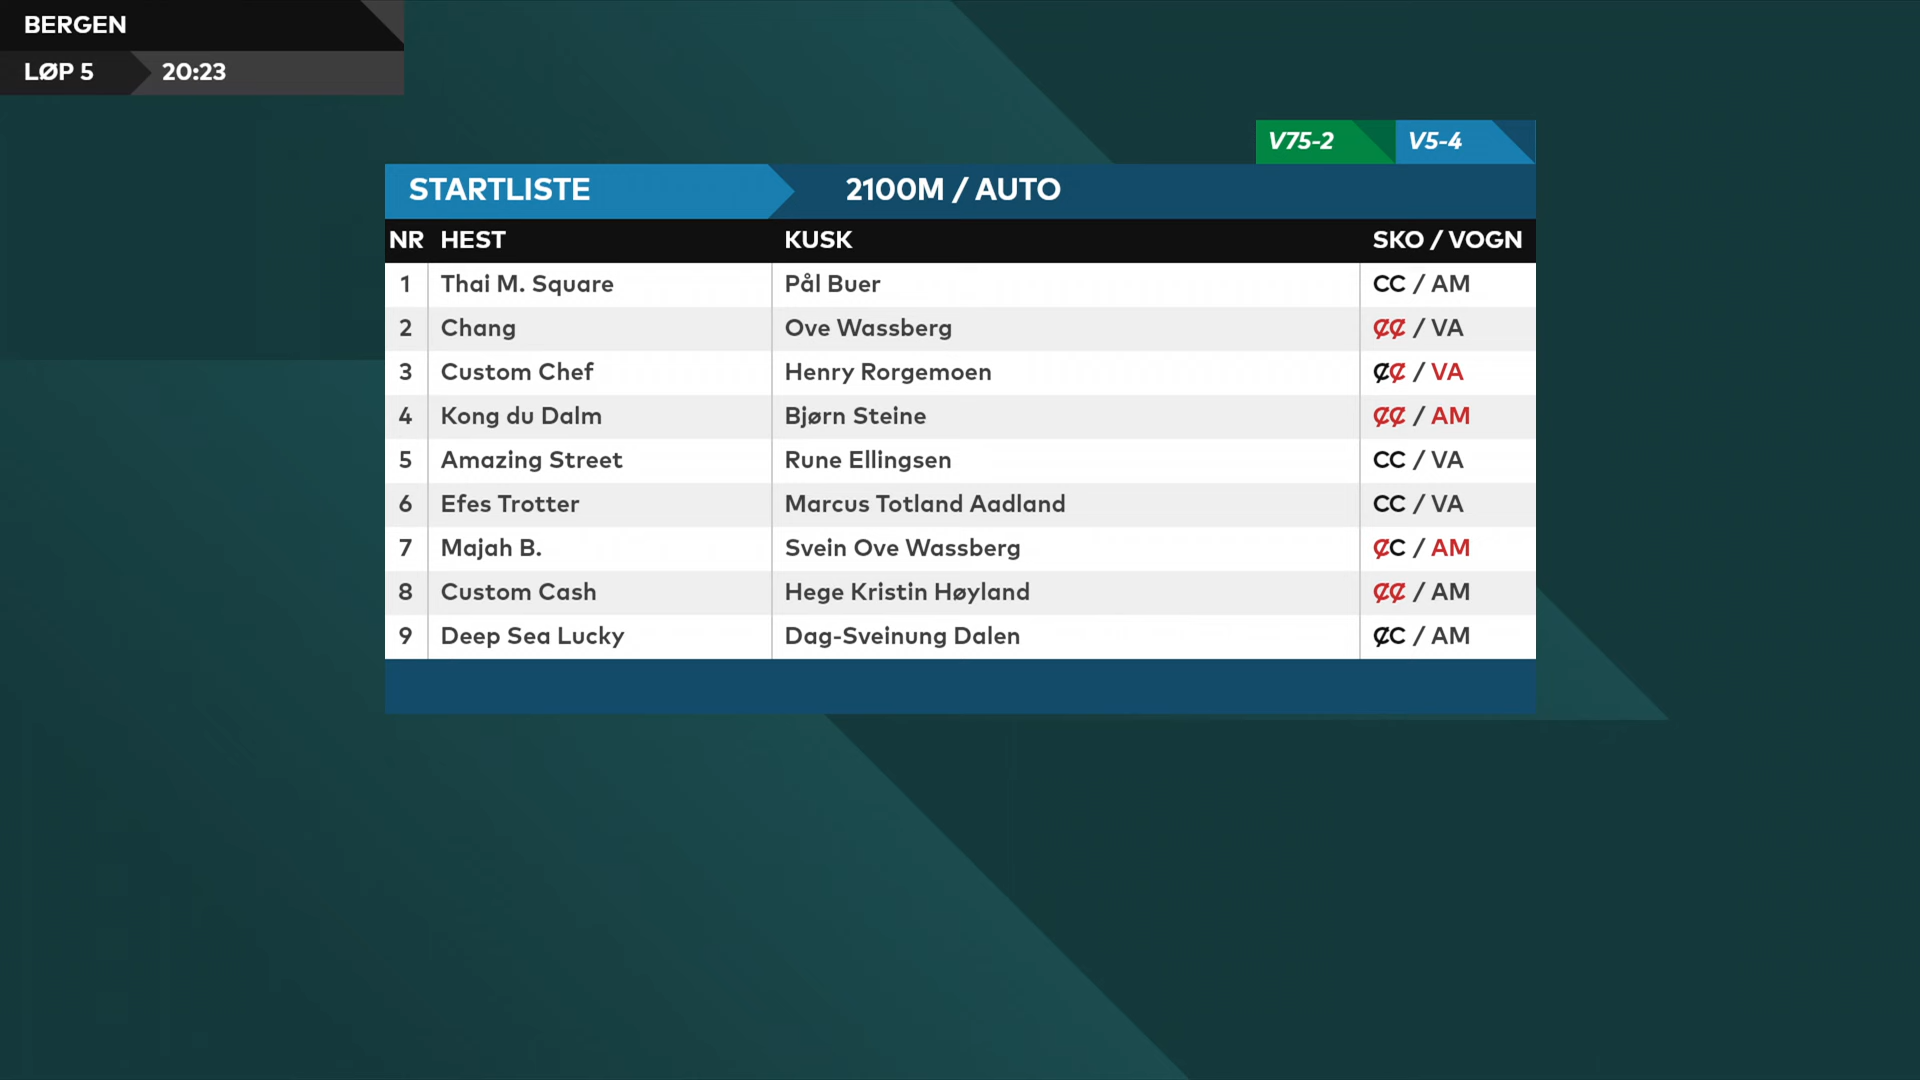 BERGEN
LØP 5 20:23
V75-2 V5-4
STARTLISTE 2100M / AUTO
NR HEST KUSK SKO / VOGN
1 Thai M. Square Pål Buer CC / AM
2 Chang Ove Wassberg ȻȻ / VA
3 Custom Chef Henry Rorgemoen ȻȻ / VA
4 Kong du Dalm Bjørn Steine ȻȻ / AM
5 Amazing Street Rune Ellingsen CC / VA
6 Efes Trotter Marcus Totland Aadland CC / VA
7 Majah B. Svein Ove Wassberg ȻC / AM
8 Custom Cash Hege Kristin Høyland ȻȻ / AM
9 Deep Sea Lucky Dag-Sveinung Dalen ȻC / AM